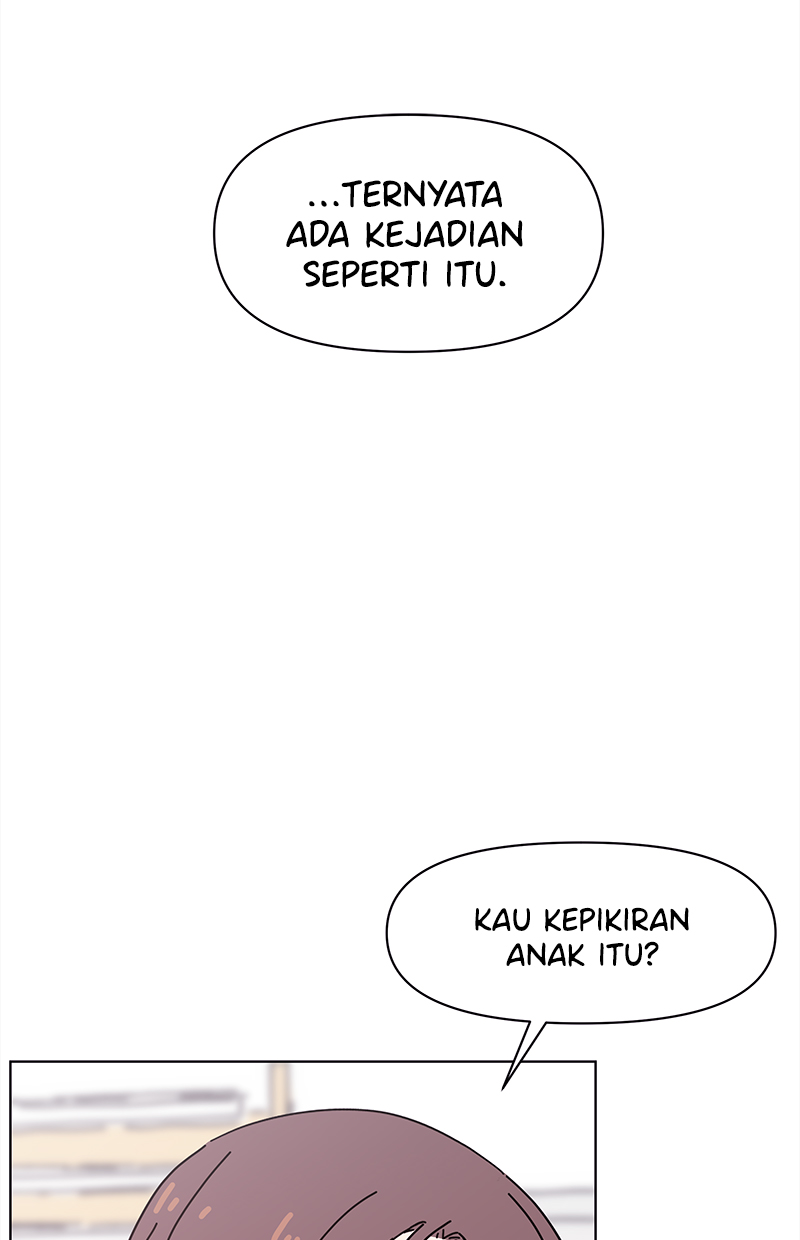 ...TERNYATA
ADA KEJADIAN
SEPERTI ITU.
KAU KEPIKIRAN
ANAK ITU?